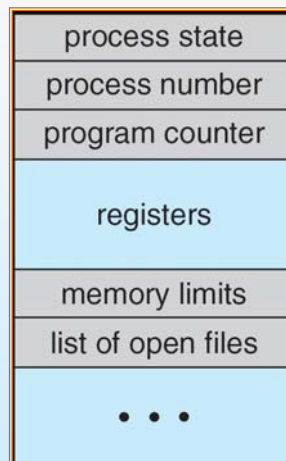 process state
process number
program counter
registers
memory limits
list of open files
• • •